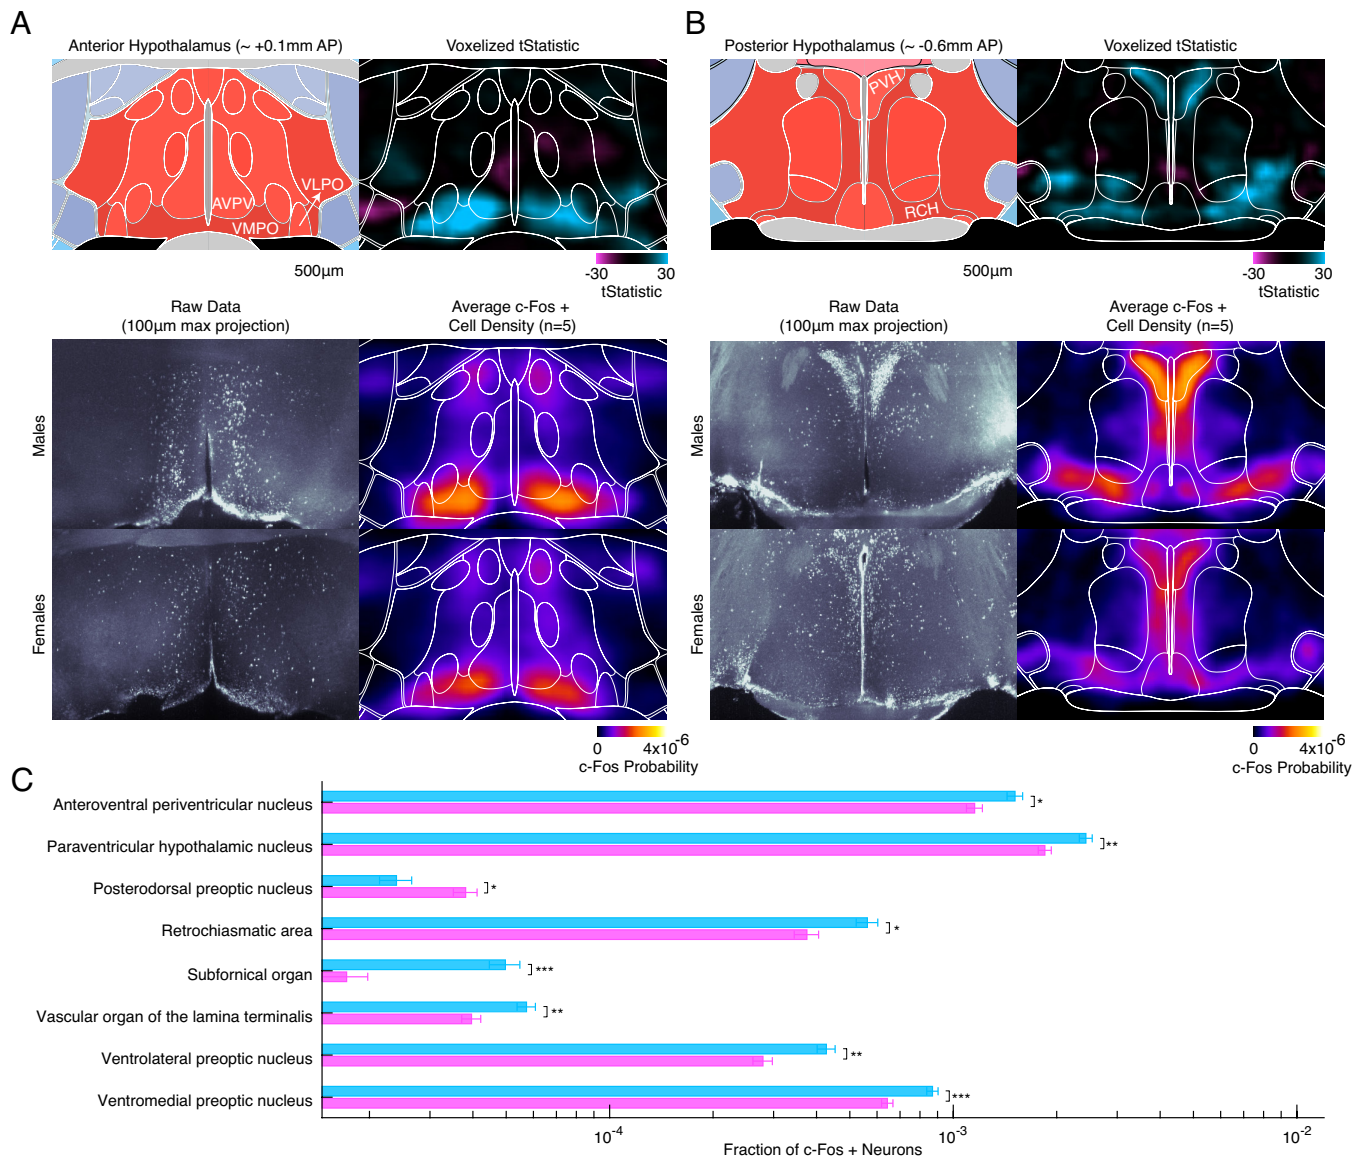 A
Anterior Hypothalamus (~ +0.1mm AP)
Voxelized tStatistic
VLPO
AVPV
VMPO
500µm
-30
30
tStatistic
Raw Data
(100µm max projection)
Average c-Fos +
Cell Density (n=5)
Males
Females
0
4x10-6
c-Fos Probability
B
Posterior Hypothalamus (~ -0.6mm AP)
Voxelized tStatistic
PVH
RCH
500µm
-30
30
tStatistic
Raw Data
(100µm max projection)
Average c-Fos +
Cell Density (n=5)
Males
Females
0
4x10-6
c-Fos Probability
C
Anteroventral periventricular nucleus
*
Paraventricular hypothalamic nucleus
**
Posterodorsal preoptic nucleus
*
Retrochiasmatic area
*
Subfornical organ
***
Vascular organ of the lamina terminalis
**
Ventrolateral preoptic nucleus
**
Ventromedial preoptic nucleus
***
10-4
10-3
10-2
Fraction of c-Fos + Neurons